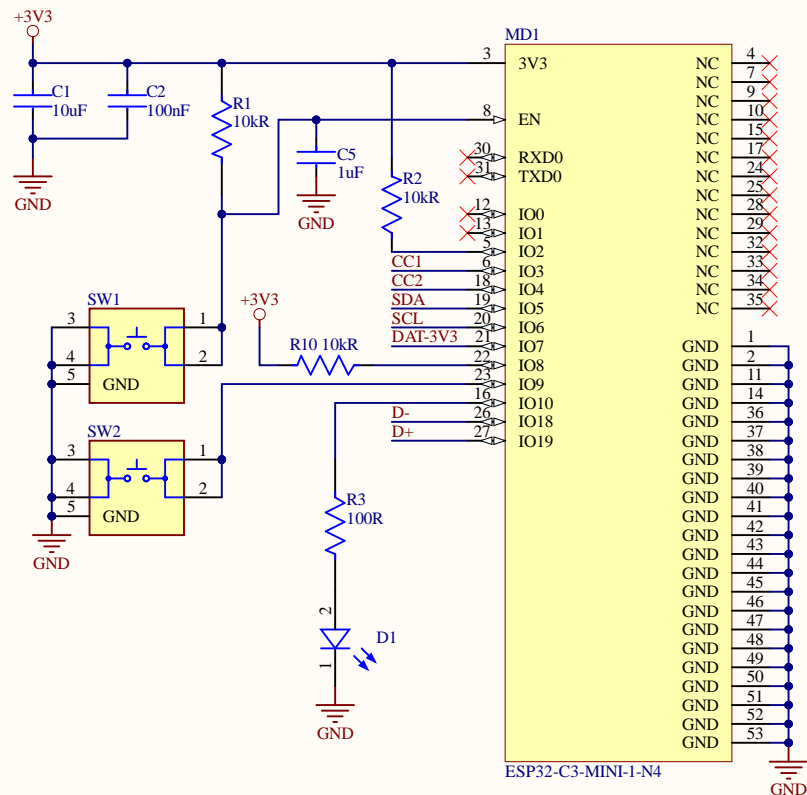 +3V3
MD1
3 3V3
NC 4
NC 7
C1
10uF
C2
100nF
R1
10kR
NC 9
8 EN
NC 10
NC 15
C5
1uF
30 RXD0
NC 17
31 TXD0
NC 24
R2
10kR
NC 25
GND
GND
12 IO0
NC 28
13 IO1
NC 29
5 IO2
NC 32
CC1 6 IO3
NC 33
CC2 18 IO4
NC 34
SDA 19 IO5
NC 35
SCL 20 IO6
DAT-3V3 21 IO7
GND 1
+3V3
R10 10kR
22 IO8
GND 2
23 IO9
GND 11
16 IO10
GND 14
D- 26 IO18
GND 36
D+ 27 IO19
GND 37
SW1
3
1
4
2
5
GND
SW2
3
1
4
2
5
GND
GND
R3
100R
2
D1
1
GND
GND 38
GND 39
GND 40
GND 41
GND 42
GND 43
GND 44
GND 45
GND 46
GND 47
GND 48
GND 49
GND 50
GND 51
GND 52
GND 53
ESP32-C3-MINI-1-N4
GND